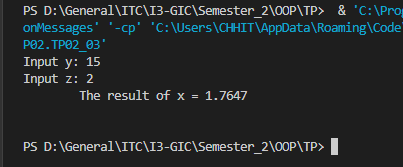 PS D:\General\ITC\I3-GIC\Semester_2\OOP\TP>  & 'C:\Prog
onMessages' '-cp' 'C:\Users\CHHIT\AppData\Roaming\Code
P02.TP02_03'
Input y: 15
Input z: 2
The result of x = 1.7647
PS D:\General\ITC\I3-GIC\Semester_2\OOP\TP>